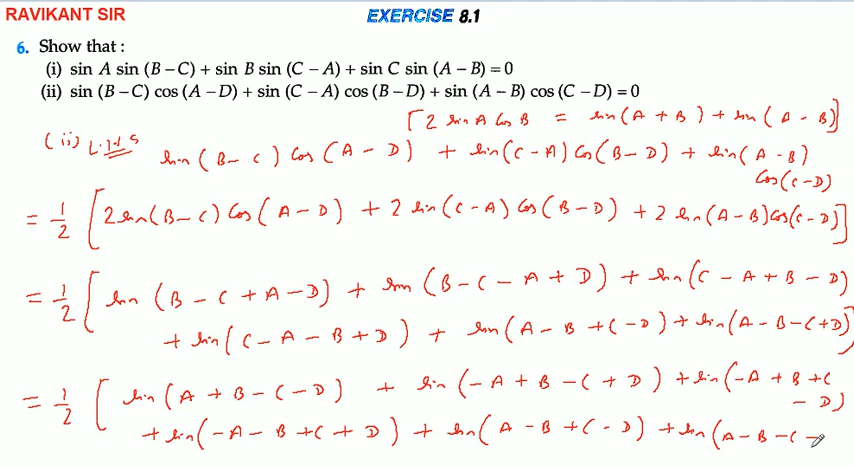 RAVIKANT SIR
EXERCISE 8.1
6. Show that :
(i) sin A sin (B – C) + sin B sin (C – A) + sin C sin (A – B) = 0
(ii) sin (B – C) cos (A – D) + sin (C – A) cos (B – D) + sin (A – B) cos (C – D) = 0
[2 sin A Cos B = sin(A + B) + sin(A - B)]
(ii) L.H.S
sin(B - C) Cos(A - D) + sin(C - A) Cos(B - D) + sin(A - B)
Cos(C - D)
= 1/2 [2 sin(B - C) Cos(A - D) + 2 sin(C - A) Cos(B - D) + 2 sin(A - B) Cos(C - D)]
= 1/2 [sin(B - C + A - D) + sin(B - C - A + D) + sin(C - A + B - D)
+ sin(C - A - B + D) + sin(A - B + C - D) + sin(A - B - C + D)]
= 1/2 [sin(A + B - C - D) + sin(-A + B - C + D) + sin(-A + B + C
- D)
+ sin(-A - B + C + D) + sin(A - B + C - D) + sin(A - B - C